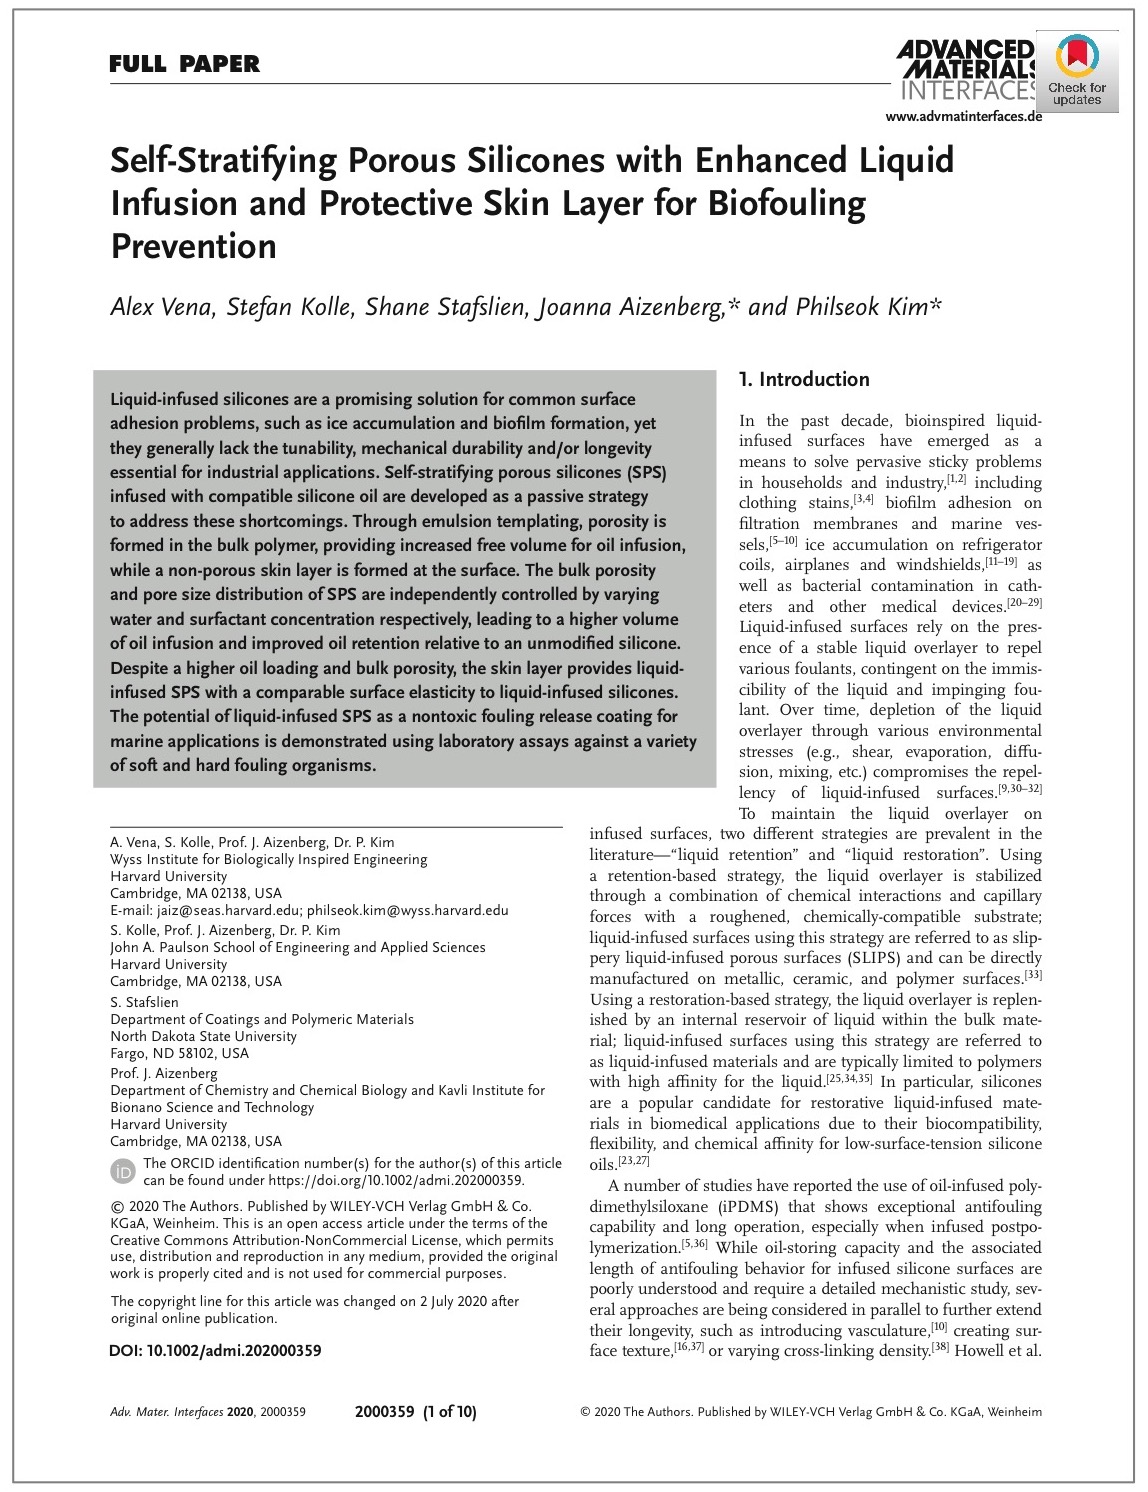 FULL PAPER
ADVANCED
MATERIALS
INTERFACES
www.advmatinterfaces.de
Check for
updates
Self-Stratifying Porous Silicones with Enhanced Liquid
Infusion and Protective Skin Layer for Biofouling
Prevention
Alex Vena, Stefan Kolle, Shane Stafslien, Joanna Aizenberg,* and Philseok Kim*
Liquid-infused silicones are a promising solution for common surface
adhesion problems, such as ice accumulation and biofilm formation, yet
they generally lack the tunability, mechanical durability and/or longevity
essential for industrial applications. Self-stratifying porous silicones (SPS)
infused with compatible silicone oil are developed as a passive strategy
to address these shortcomings. Through emulsion templating, porosity is
formed in the bulk polymer, providing increased free volume for oil infusion,
while a non-porous skin layer is formed at the surface. The bulk porosity
and pore size distribution of SPS are independently controlled by varying
water and surfactant concentration respectively, leading to a higher volume
of oil infusion and improved oil retention relative to an unmodified silicone.
Despite a higher oil loading and bulk porosity, the skin layer provides liquid-
infused SPS with a comparable surface elasticity to liquid-infused silicones.
The potential of liquid-infused SPS as a nontoxic fouling release coating for
marine applications is demonstrated using laboratory assays against a variety
of soft and hard fouling organisms.
A. Vena, S. Kolle, Prof. J. Aizenberg, Dr. P. Kim
Wyss Institute for Biologically Inspired Engineering
Harvard University
Cambridge, MA 02138, USA
E-mail: jaiz@seas.harvard.edu; philseok.kim@wyss.harvard.edu
S. Kolle, Prof. J. Aizenberg, Dr. P. Kim
John A. Paulson School of Engineering and Applied Sciences
Harvard University
Cambridge, MA 02138, USA
S. Stafslien
Department of Coatings and Polymeric Materials
North Dakota State University
Fargo, ND 58102, USA
Prof. J. Aizenberg
Department of Chemistry and Chemical Biology and Kavli Institute for
Bionano Science and Technology
Harvard University
Cambridge, MA 02138, USA
iD
The ORCID identification number(s) for the author(s) of this article
can be found under https://doi.org/10.1002/admi.202000359.
© 2020 The Authors. Published by WILEY-VCH Verlag GmbH & Co.
KGaA, Weinheim. This is an open access article under the terms of the
Creative Commons Attribution-NonCommercial License, which permits
use, distribution and reproduction in any medium, provided the original
work is properly cited and is not used for commercial purposes.
The copyright line for this article was changed on 2 July 2020 after
original online publication.
DOI: 10.1002/admi.202000359
1. Introduction
In the past decade, bioinspired liquid-
infused surfaces have emerged as a
means to solve pervasive sticky problems
in households and industry,[1,2] including
clothing stains,[3,4] biofilm adhesion on
filtration membranes and marine ves-
sels,[5–10] ice accumulation on refrigerator
coils, airplanes and windshields,[11–19] as
well as bacterial contamination in cath-
eters and other medical devices.[20–29]
Liquid-infused surfaces rely on the pres-
ence of a stable liquid overlayer to repel
various foulants, contingent on the immis-
cibility of the liquid and impinging fou-
lant. Over time, depletion of the liquid
overlayer through various environmental
stresses (e.g., shear, evaporation, diffu-
sion, mixing, etc.) compromises the repel-
lency of liquid-infused surfaces.[9,30–32]
To maintain the liquid overlayer on
infused surfaces, two different strategies are prevalent in the
literature—“liquid retention” and “liquid restoration”. Using
a retention-based strategy, the liquid overlayer is stabilized
through a combination of chemical interactions and capillary
forces with a roughened, chemically-compatible substrate;
liquid-infused surfaces using this strategy are referred to as slip-
pery liquid-infused porous surfaces (SLIPS) and can be directly
manufactured on metallic, ceramic, and polymer surfaces.[33]
Using a restoration-based strategy, the liquid overlayer is replen-
ished by an internal reservoir of liquid within the bulk mate-
rial; liquid-infused surfaces using this strategy are referred to
as liquid-infused materials and are typically limited to polymers
with high affinity for the liquid.[25,34,35] In particular, silicones
are a popular candidate for restorative liquid-infused mate-
rials in biomedical applications due to their biocompatibility,
flexibility, and chemical affinity for low-surface-tension silicone
oils.[23,27]
A number of studies have reported the use of oil-infused poly-
dimethylsiloxane (iPDMS) that shows exceptional antifouling
capability and long operation, especially when infused postpo-
lymerization.[5,36] While oil-storing capacity and the associated
length of antifouling behavior for infused silicone surfaces are
poorly understood and require a detailed mechanistic study, sev-
eral approaches are being considered in parallel to further extend
their longevity, such as introducing vasculature,[10] creating sur-
face texture,[16,37] or varying cross-linking density.[38] Howell et al.
Adv. Mater. Interfaces 2020, 2000359
2000359 (1 of 10)
© 2020 The Authors. Published by WILEY-VCH Verlag GmbH & Co. KGaA, Weinheim